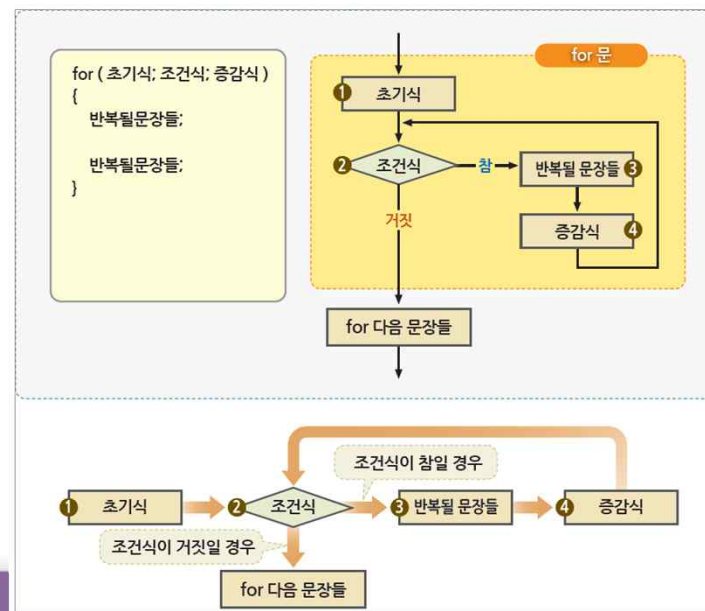 for ( 초기식; 조건식; 증감식 )
{
반복될문장들;
반복될문장들;
}
for 문
1 초기식
2 조건식
참
반복될 문장들 3
거짓
증감식 4
for 다음 문장들
조건식이 참일 경우
1 초기식
2 조건식
3 반복될 문장들
4 증감식
조건식이 거짓일 경우
for 다음 문장들